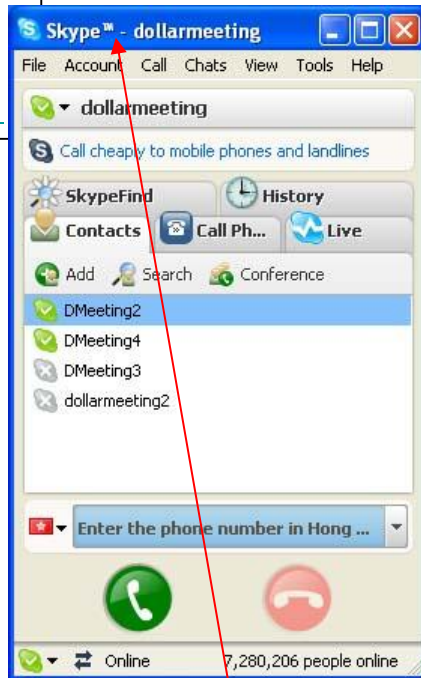 Skype™ - dollarmeeting
File Account Call Chats View Tools Help
dollarmeeting
Call cheaply to mobile phones and landlines
SkypeFind History
Contacts Call Ph... Live
Add Search Conference
DMeeting2
DMeeting4
DMeeting3
dollarmeeting2
Enter the phone number in Hong ...
Online 7,280,206 people online